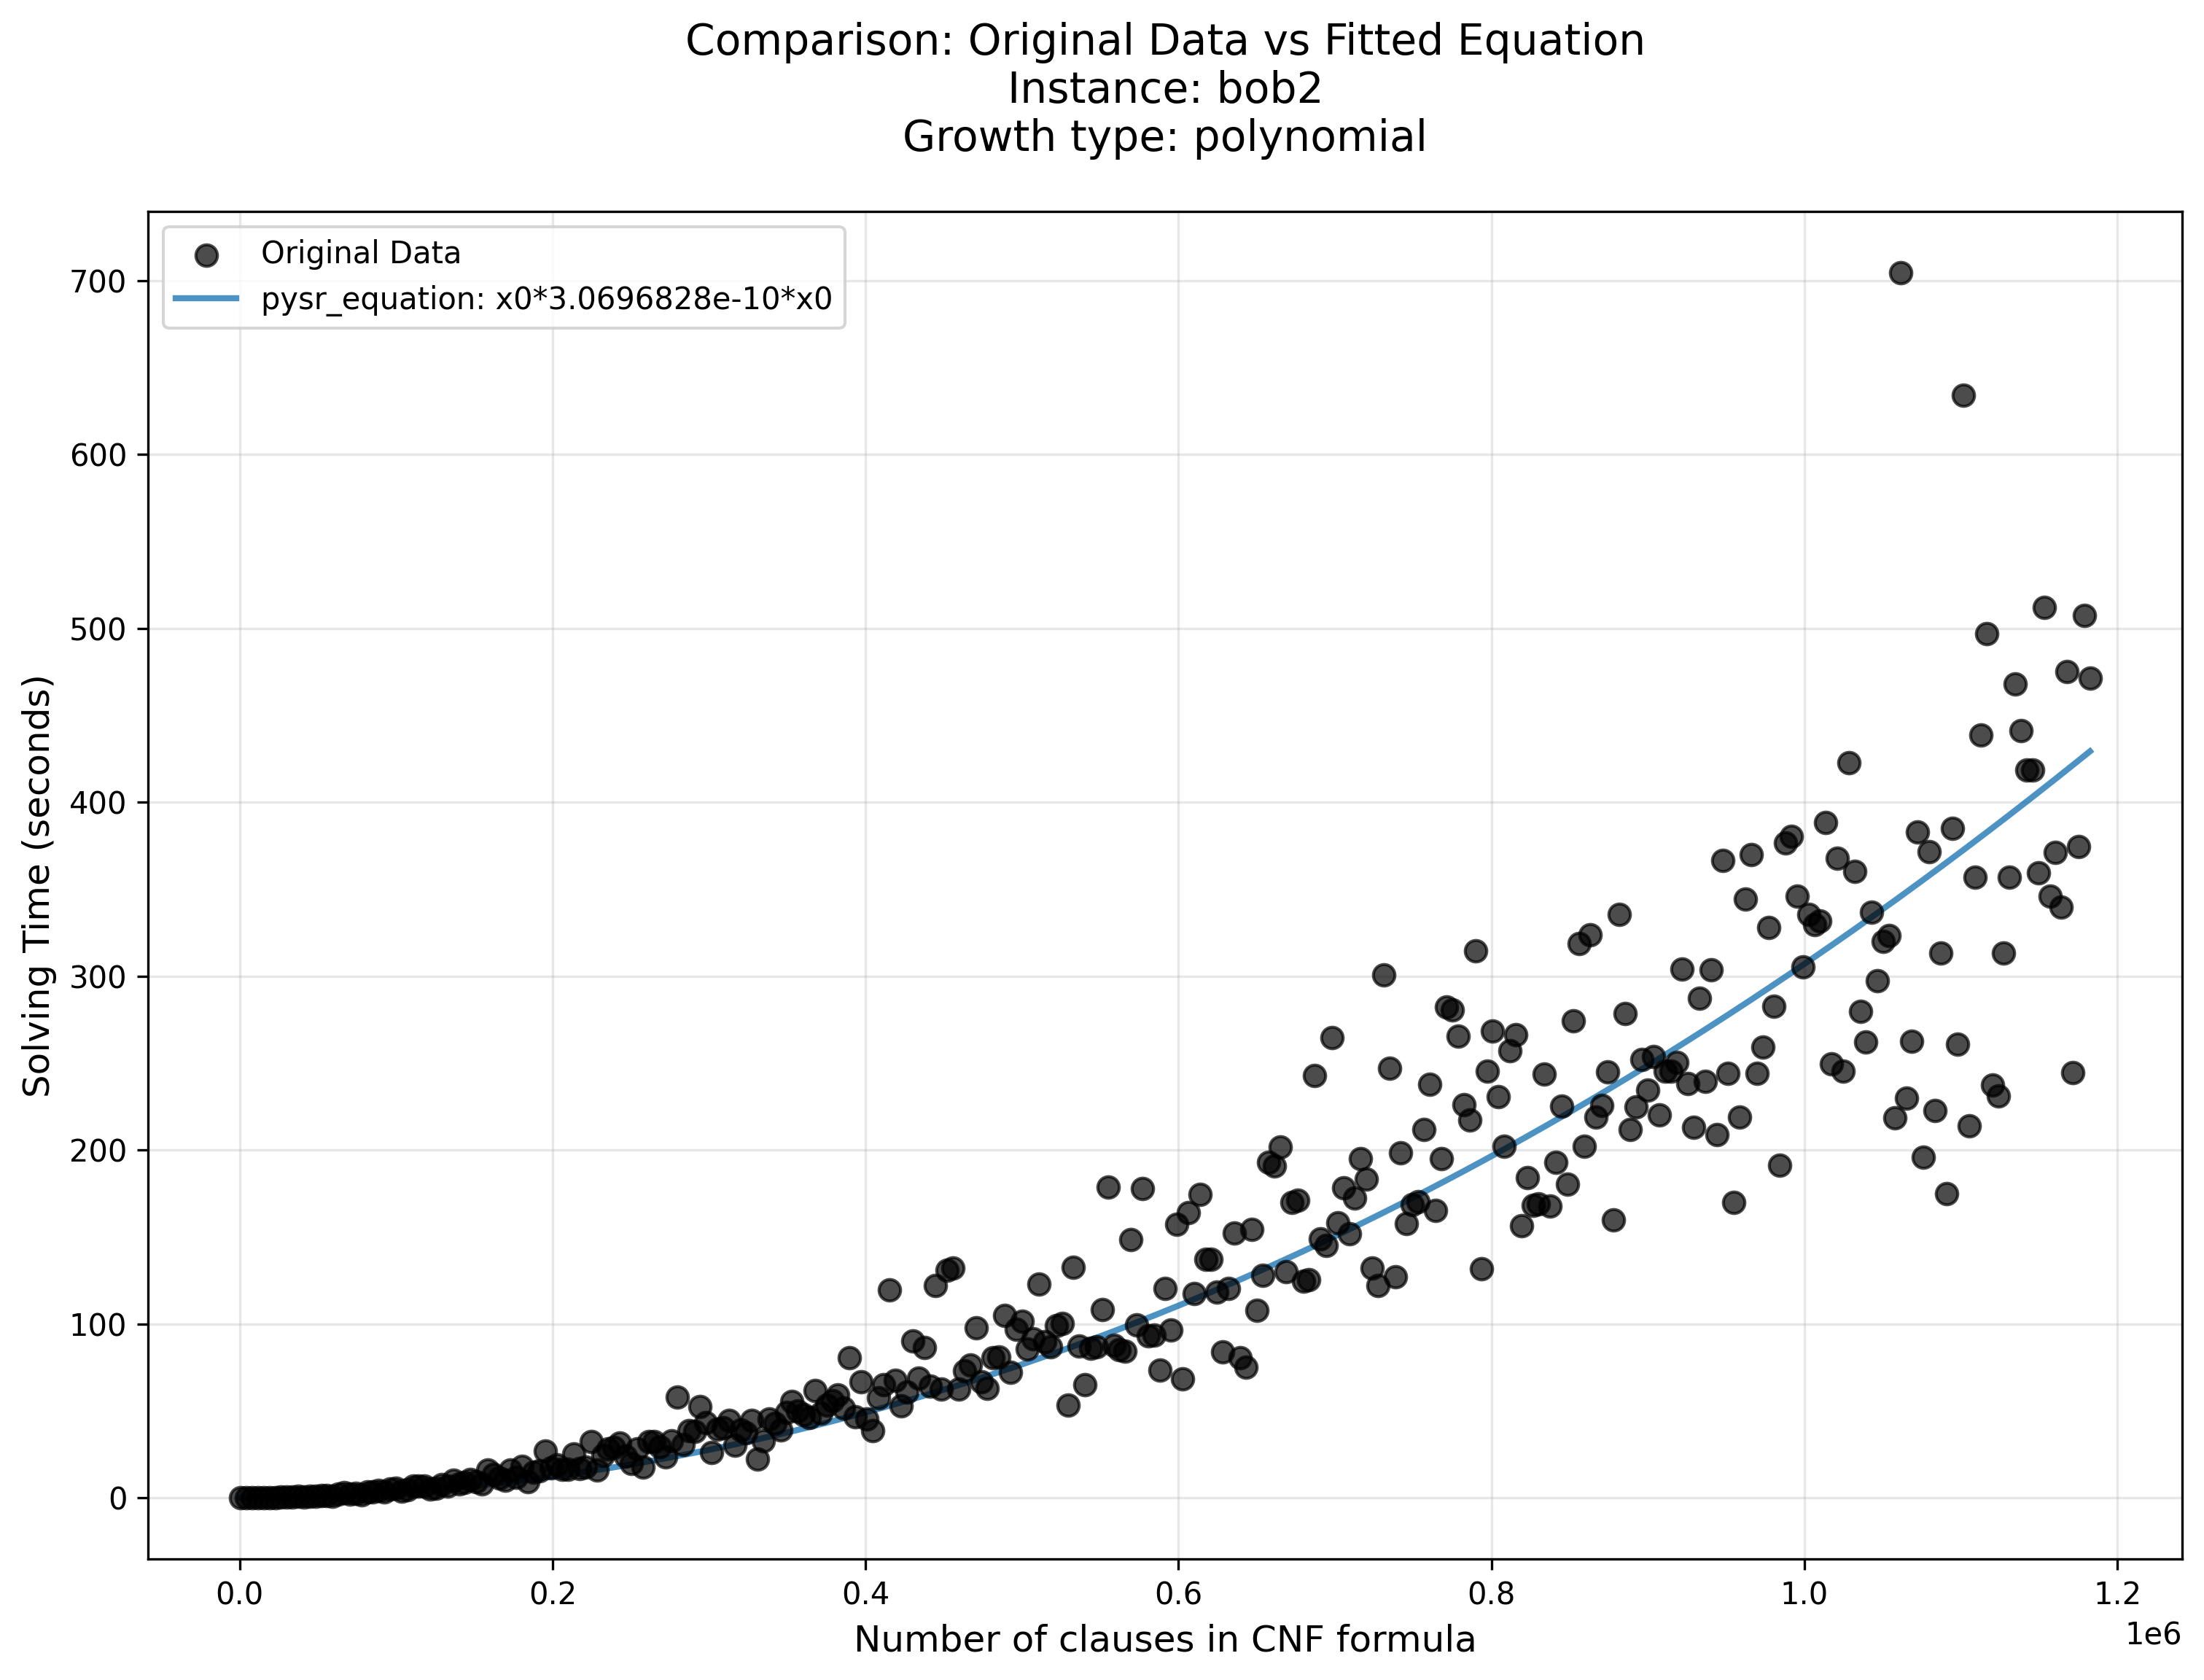 Comparison: Original Data vs Fitted Equation
Instance: bob2
Growth type: polynomial
Original Data
pysr_equation: x0*3.0696828e-10*x0
700
600
500
400
300
200
100
0
Solving Time (seconds)
0.0 0.2 0.4 0.6 0.8 1.0 1.2
1e6
Number of clauses in CNF formula